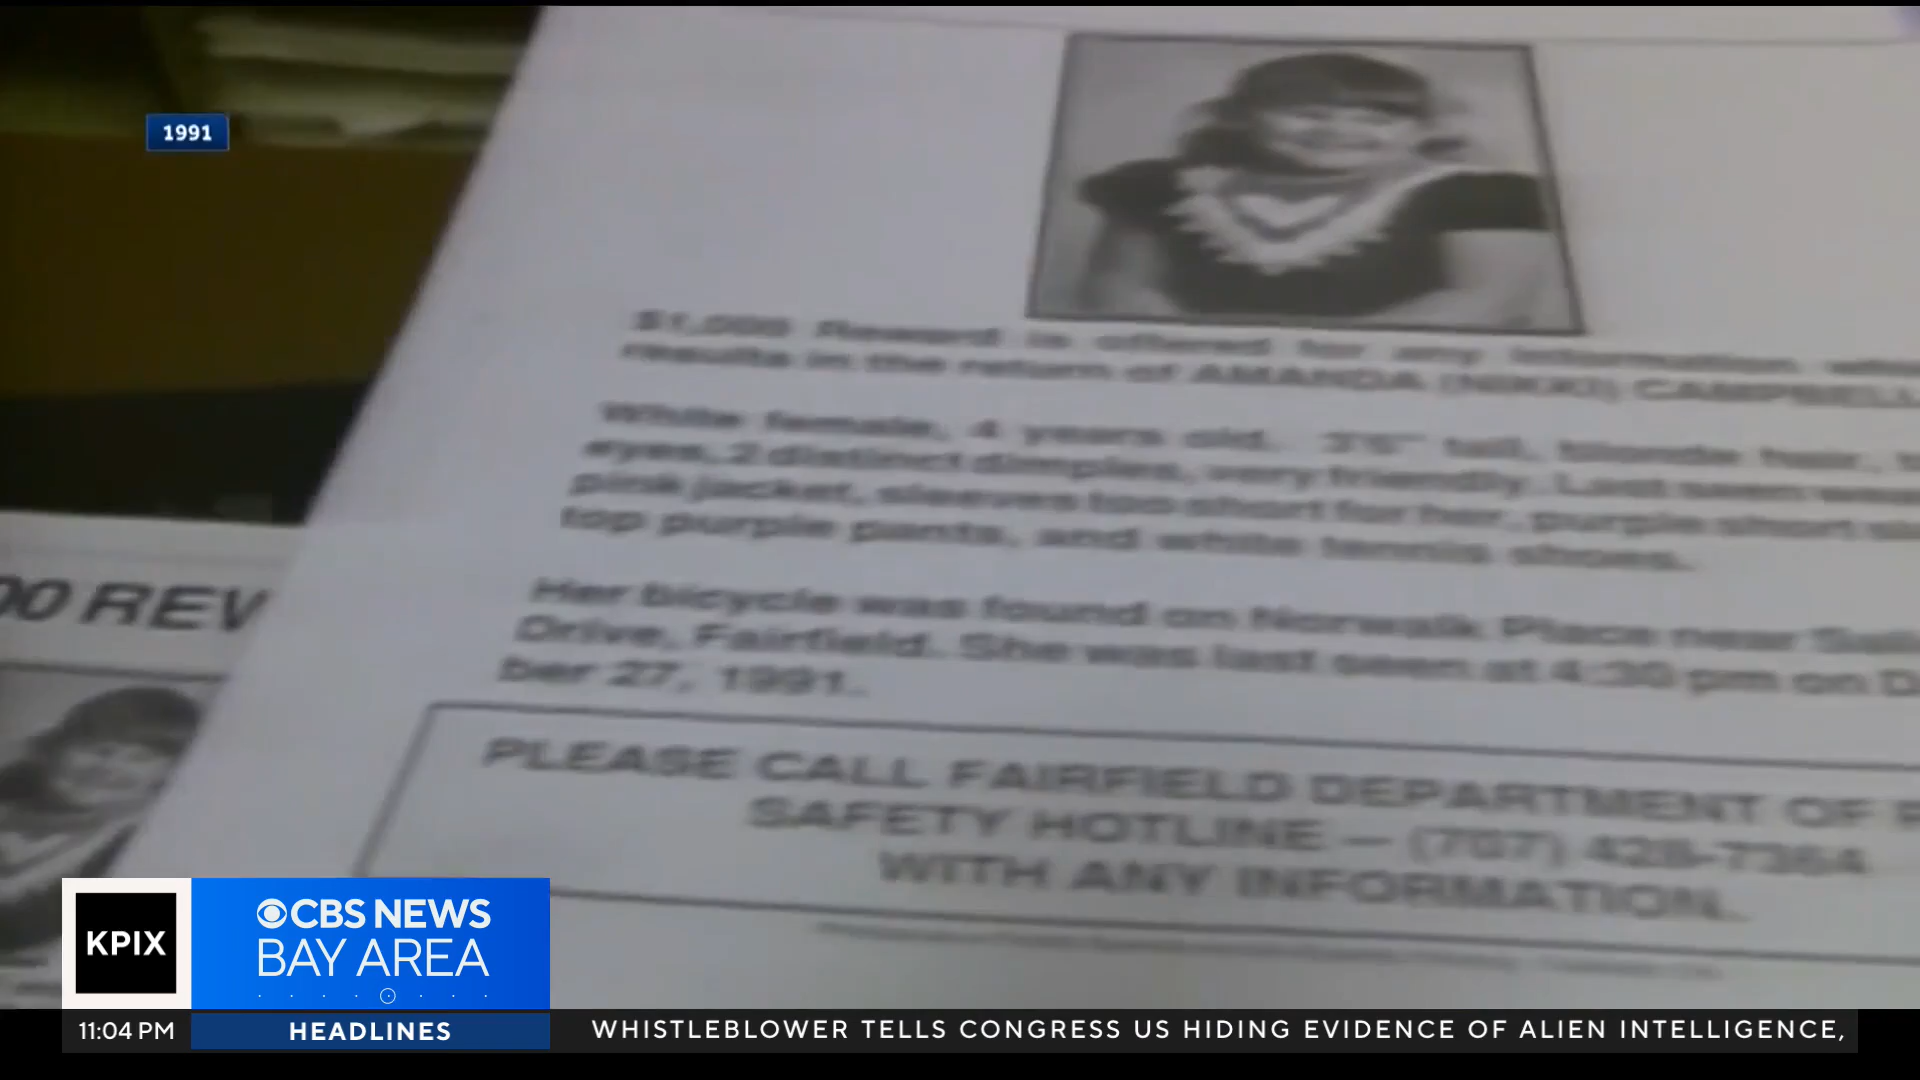 1991
$1,000 Reward is offered for any information
results in the return of AMANDA (NIKKI) CAMPBELL
White female, 4 years old. 3'6" tall, blonde hair,
eyes, 2 distinct dimples, very friendly. Last seen
pink jacket, sleeves too short for her, purple short
top purple pants, and white tennis shoes.
Her bicycle was found on Norwalk Place near
Drive, Fairfield. She was last seen at 4:30 pm on
ber 27, 1991.
PLEASE CALL FAIRFIELD DEPARTMENT OF
SAFETY HOTLINE – (707) 428-7364
WITH ANY INFORMATION.
00 REW
KPIX
CBS NEWS
BAY AREA
11:04 PM
HEADLINES
WHISTLEBLOWER TELLS CONGRESS US HIDING EVIDENCE OF ALIEN INTELLIGENCE,